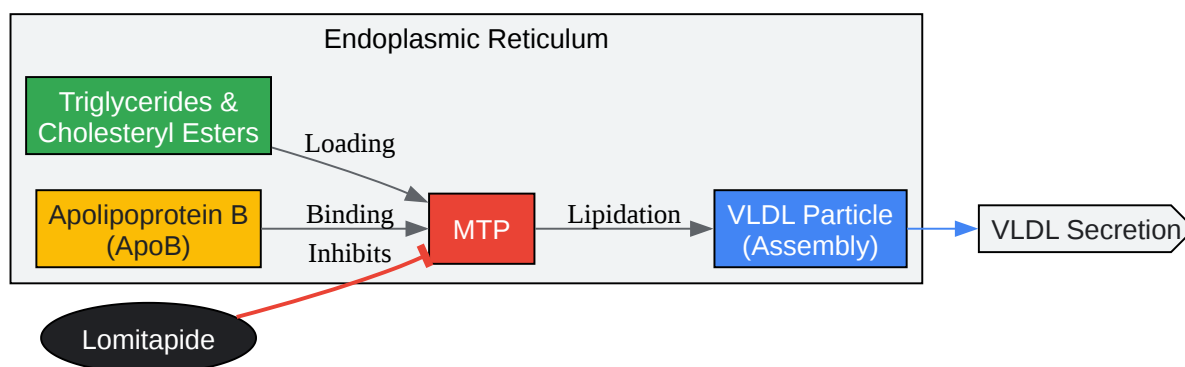 Endoplasmic Reticulum
Triglycerides &
Cholesteryl Esters
Loading
Apolipoprotein B
(ApoB)
Binding
Inhibits
MTP
Lipidation
VLDL Particle
(Assembly)
VLDL Secretion
Lomitapide